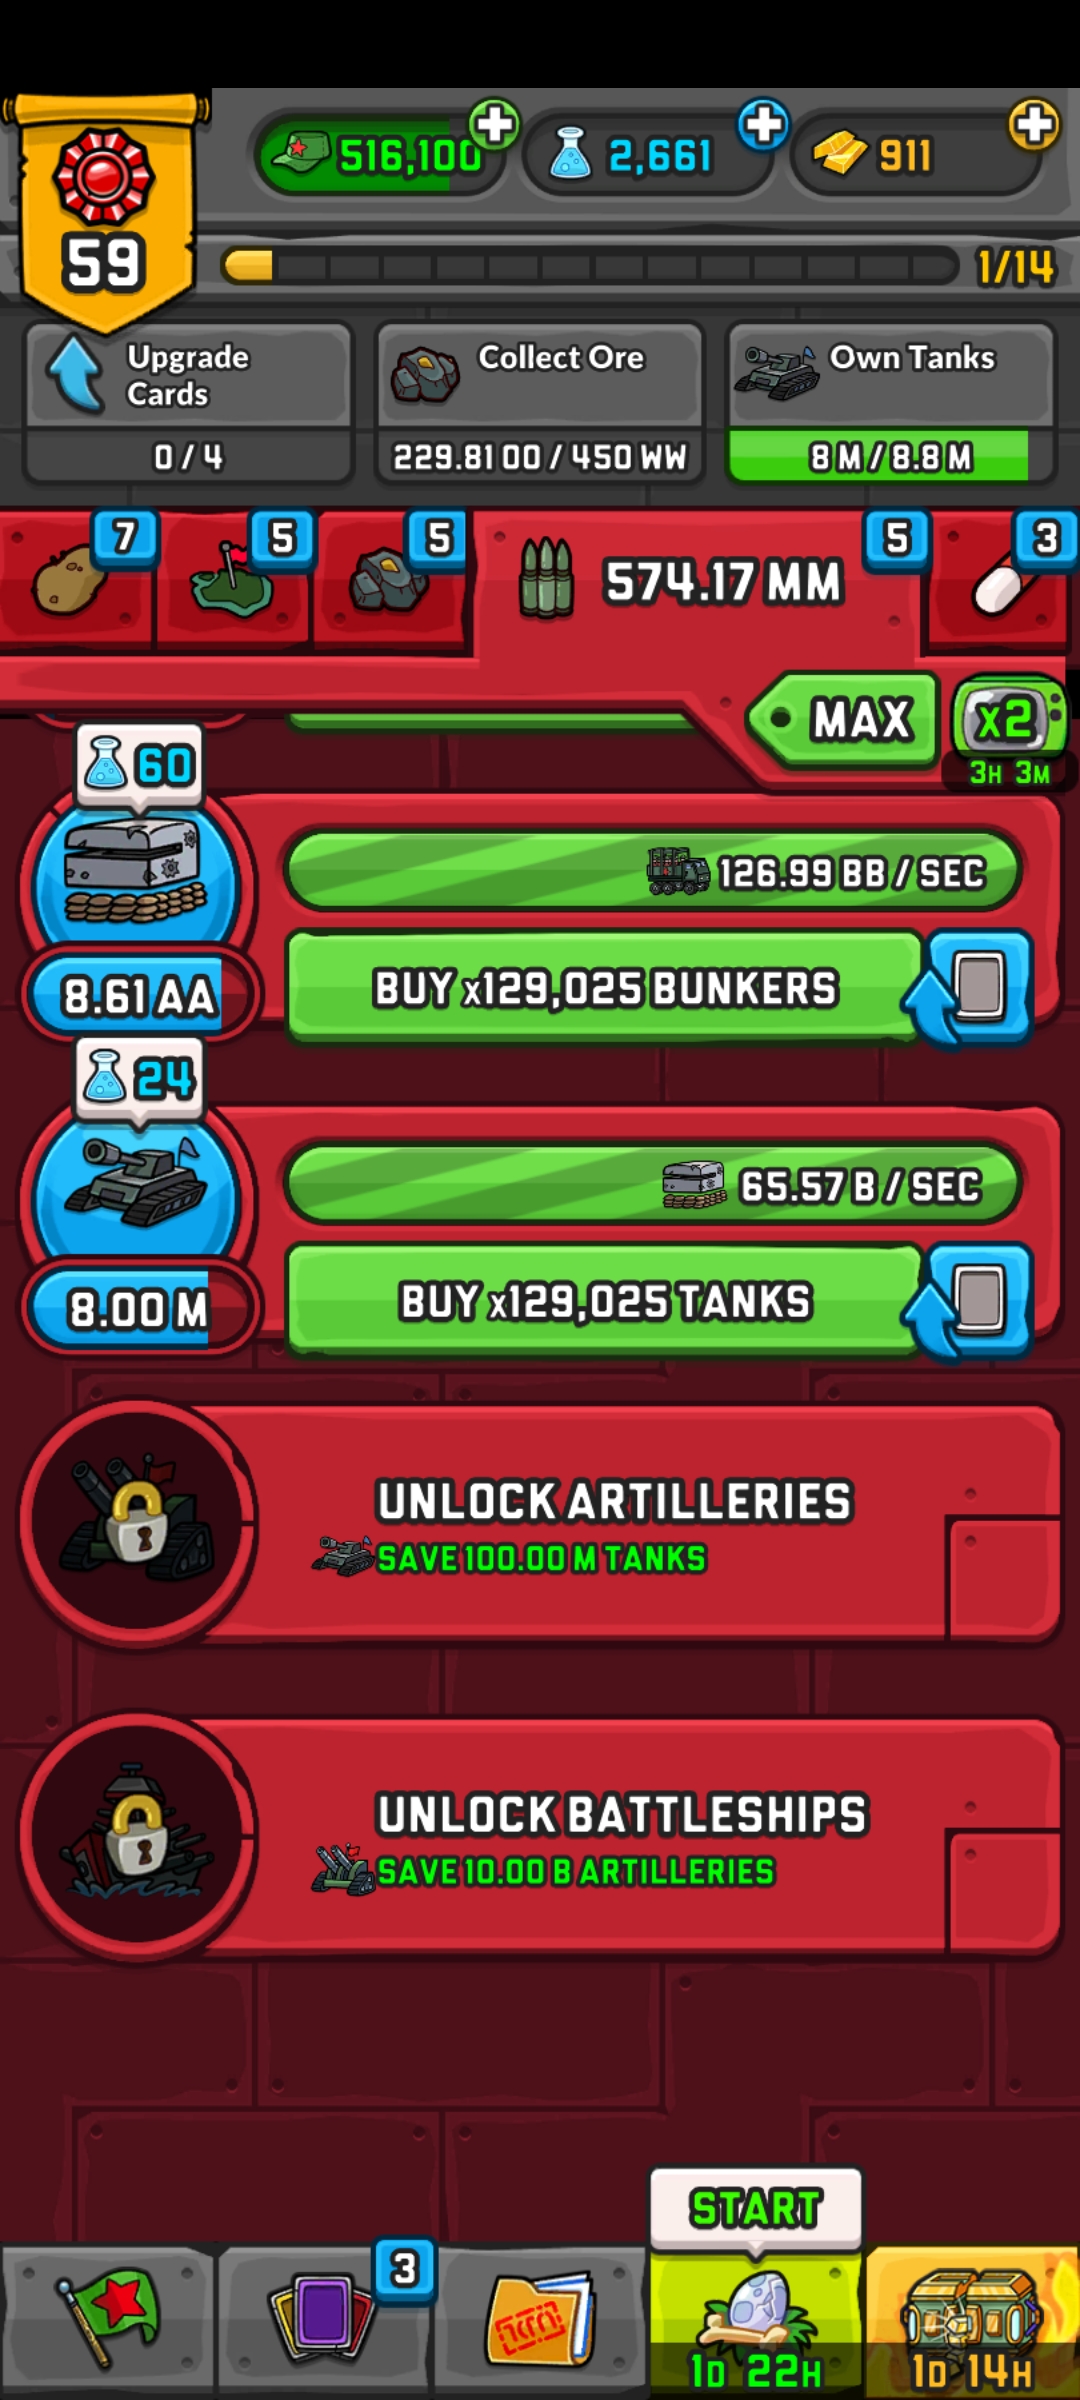 516,100
2,661
911
59
1/14
Upgrade
Cards
0 / 4
Collect Ore
229.81 OO / 450 WW
Own Tanks
8 M / 8.8 M
7
5
5
574.17 MM
5
3
MAX
x2
3H 3M
60
126.99 BB / SEC
8.61 AA
BUY x129,025 BUNKERS
24
65.57 B / SEC
8.00 M
BUY x129,025 TANKS
UNLOCK ARTILLERIES
SAVE 100.00 M TANKS
UNLOCK BATTLESHIPS
SAVE 10.00 B ARTILLERIES
START
3
1D 22H
1D 14H